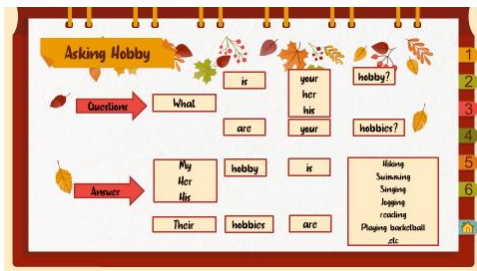 Asking Hobby
1
2
3
4
5
6
Questions
What
is
are
your
her
his
your
hobby?
hobbies?
Answer
My
Her
His
hobby
is
Their
hobbies
are
Hiking
Swimming
Singing
Jogging
reading
Playing basketball
.etc